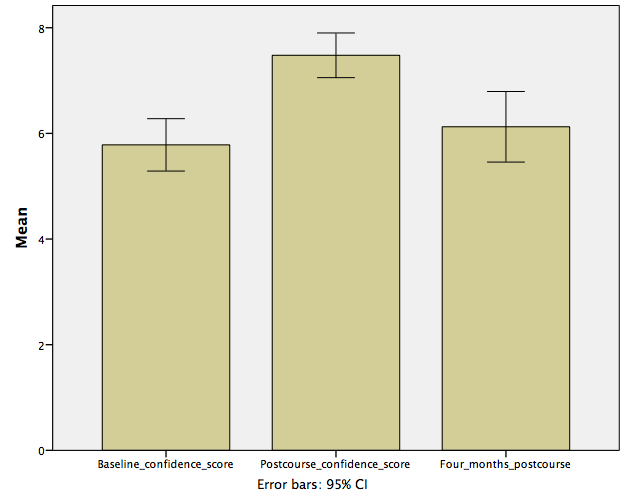 8
6
4
2
0
Mean
Baseline_confidence_score Postcourse_confidence_score Four_months_postcourse
Error bars: 95% CI